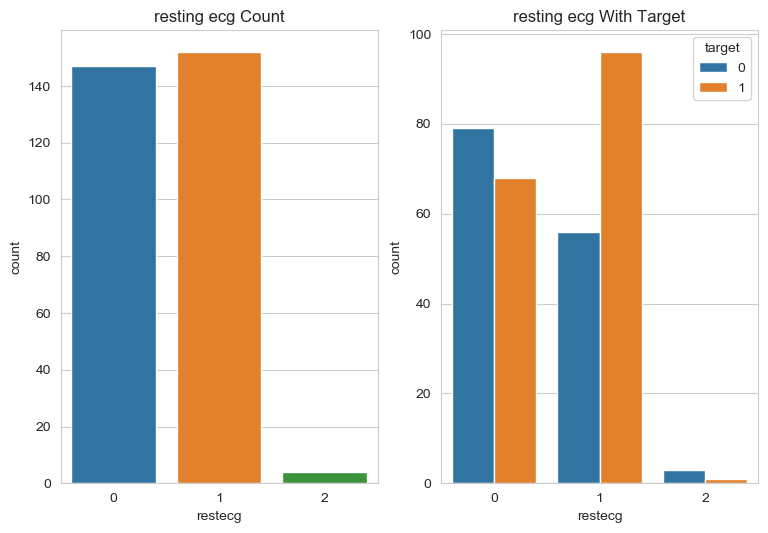 resting ecg Count
140
120
100
80
60
40
20
0
count
0 1 2
restecg
resting ecg With Target
100
80
60
40
20
0
count
target
0
1
0 1 2
restecg